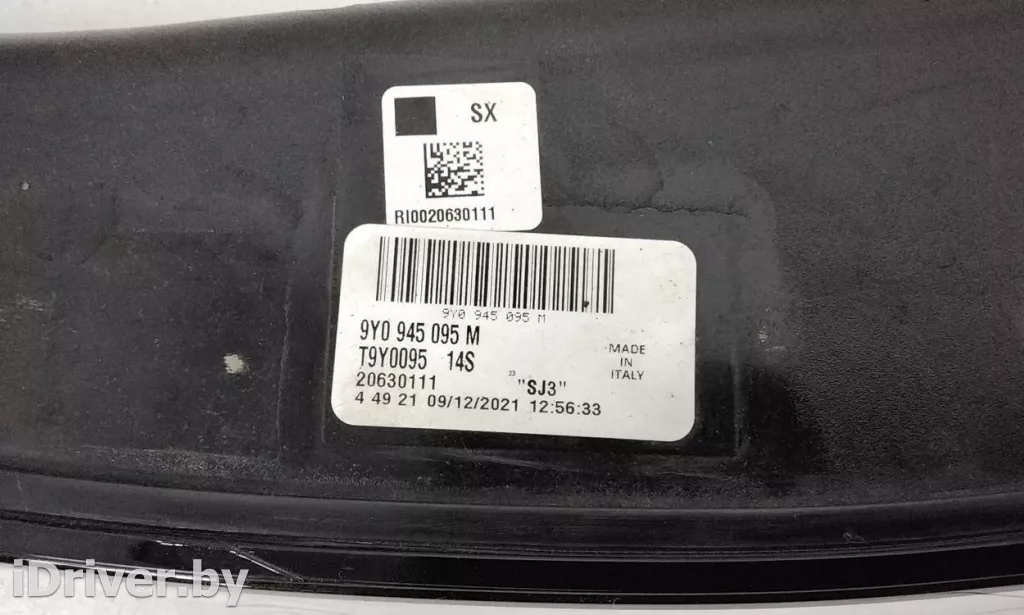 SX
RI0020630111
9Y0 945 095 M
9Y0 945 095 M
T9Y0095 14S
MADE
IN
ITALY
20630111 23 "SJ3"
4 49 21 09/12/2021 12:56:33
iDriver.by